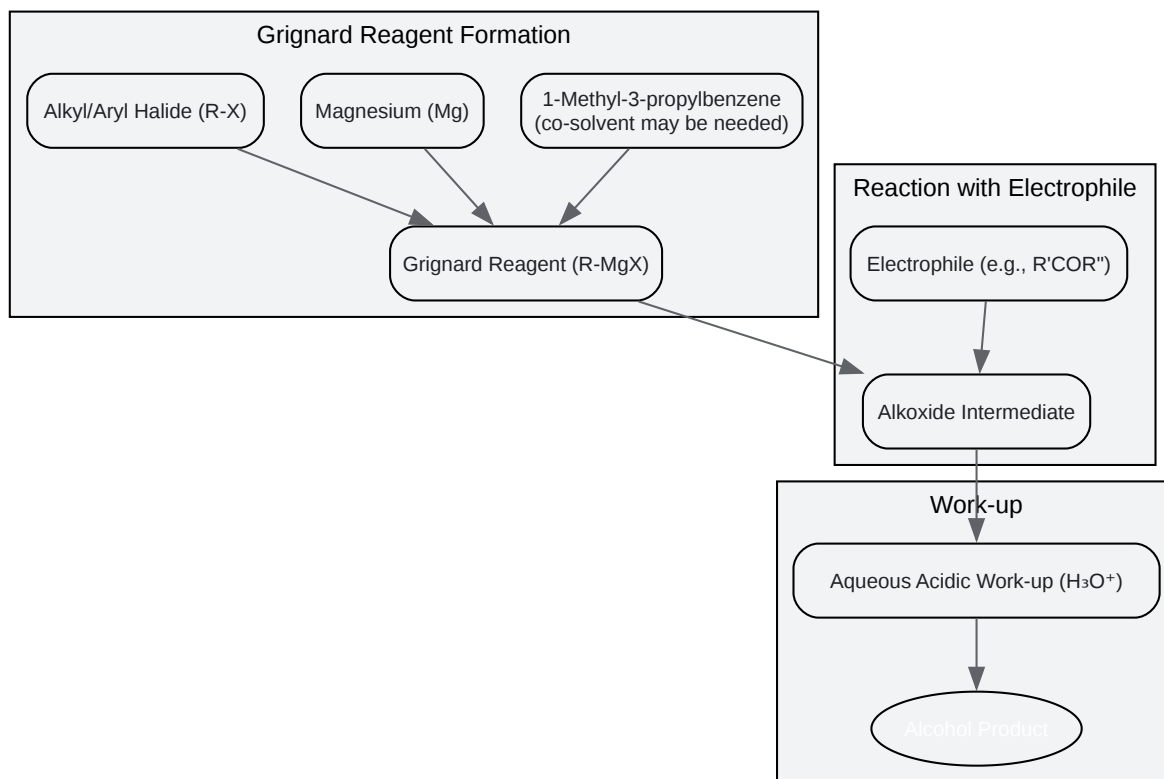 Grignard Reagent Formation
Alkyl/Aryl Halide (R-X)
Magnesium (Mg)
1-Methyl-3-propylbenzene
(co-solvent may be needed)
Grignard Reagent (R-MgX)
Reaction with Electrophile
Electrophile (e.g., R'COR")
Alkoxide Intermediate
Work-up
Aqueous Acidic Work-up (H₃O⁺)
Alcohol Product